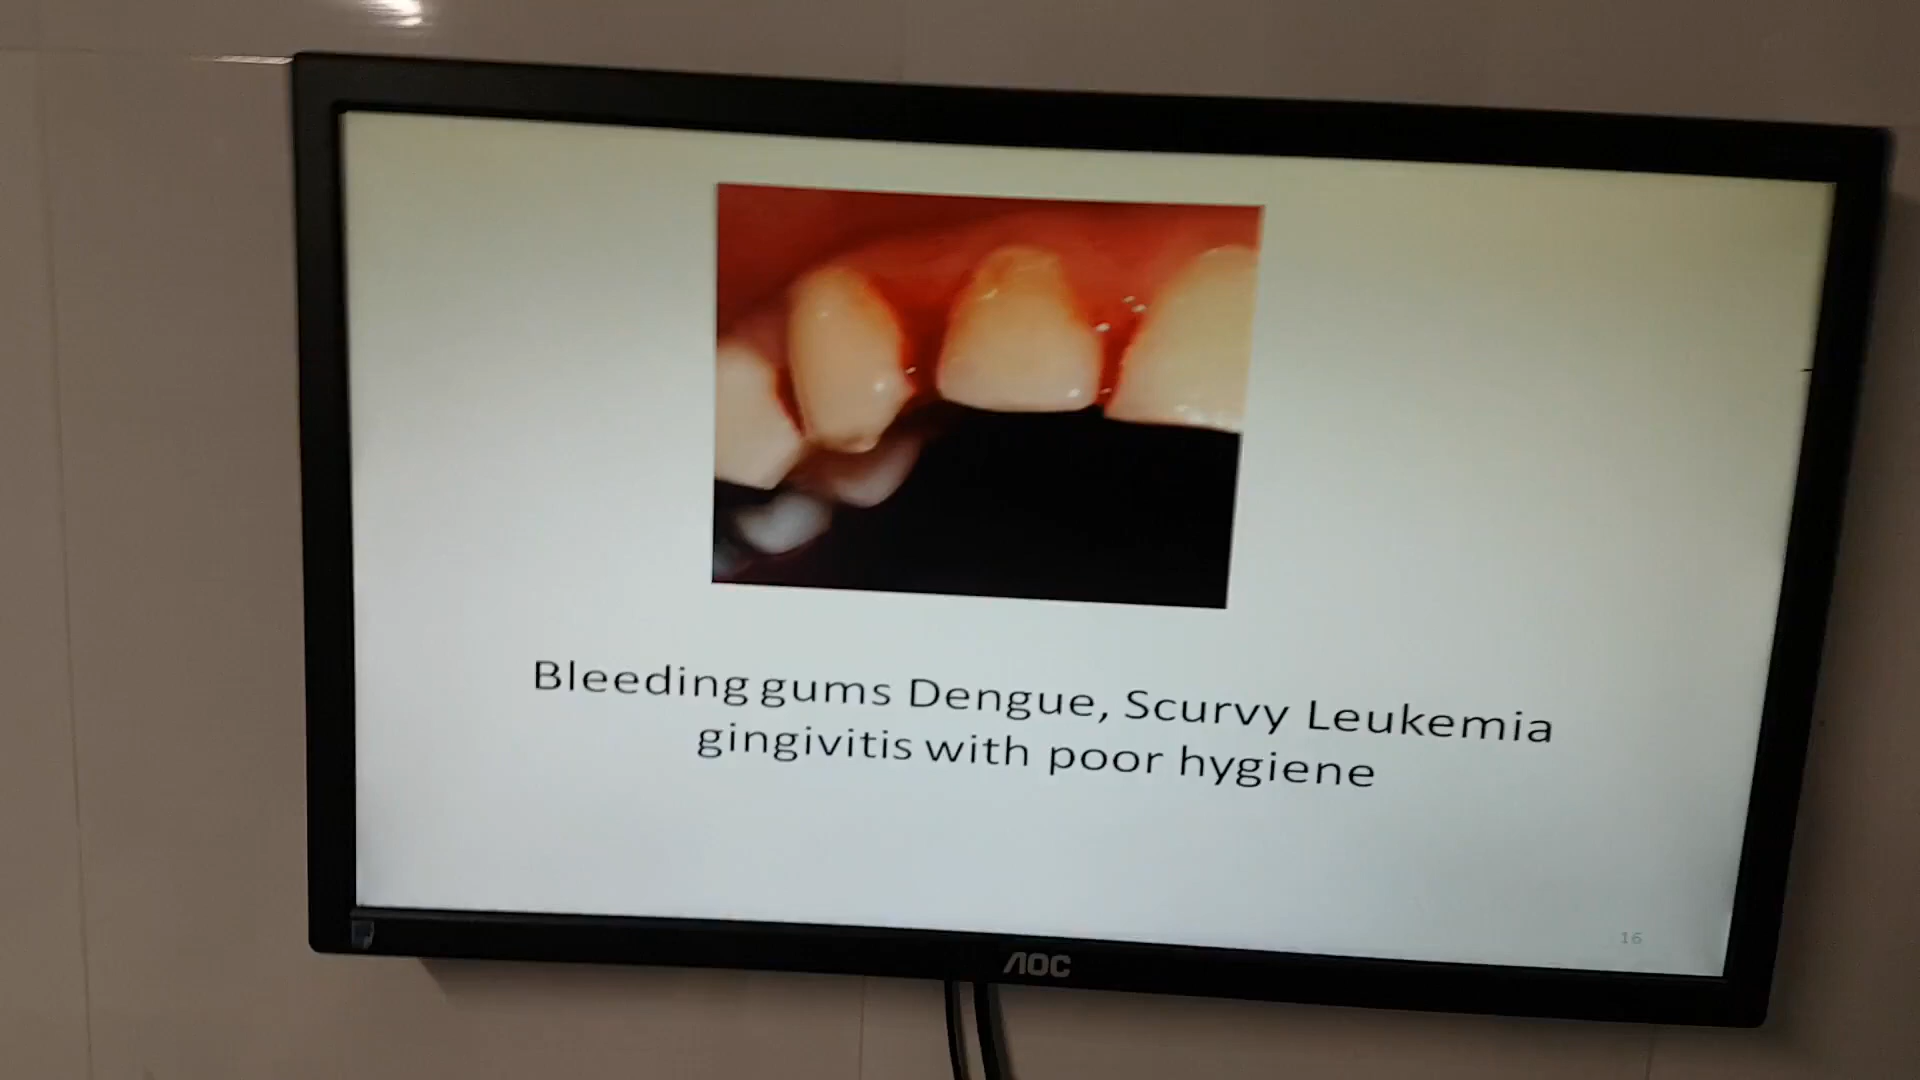 Bleeding gums Dengue, Scurvy Leukemia
gingivitis with poor hygiene
16
AOC